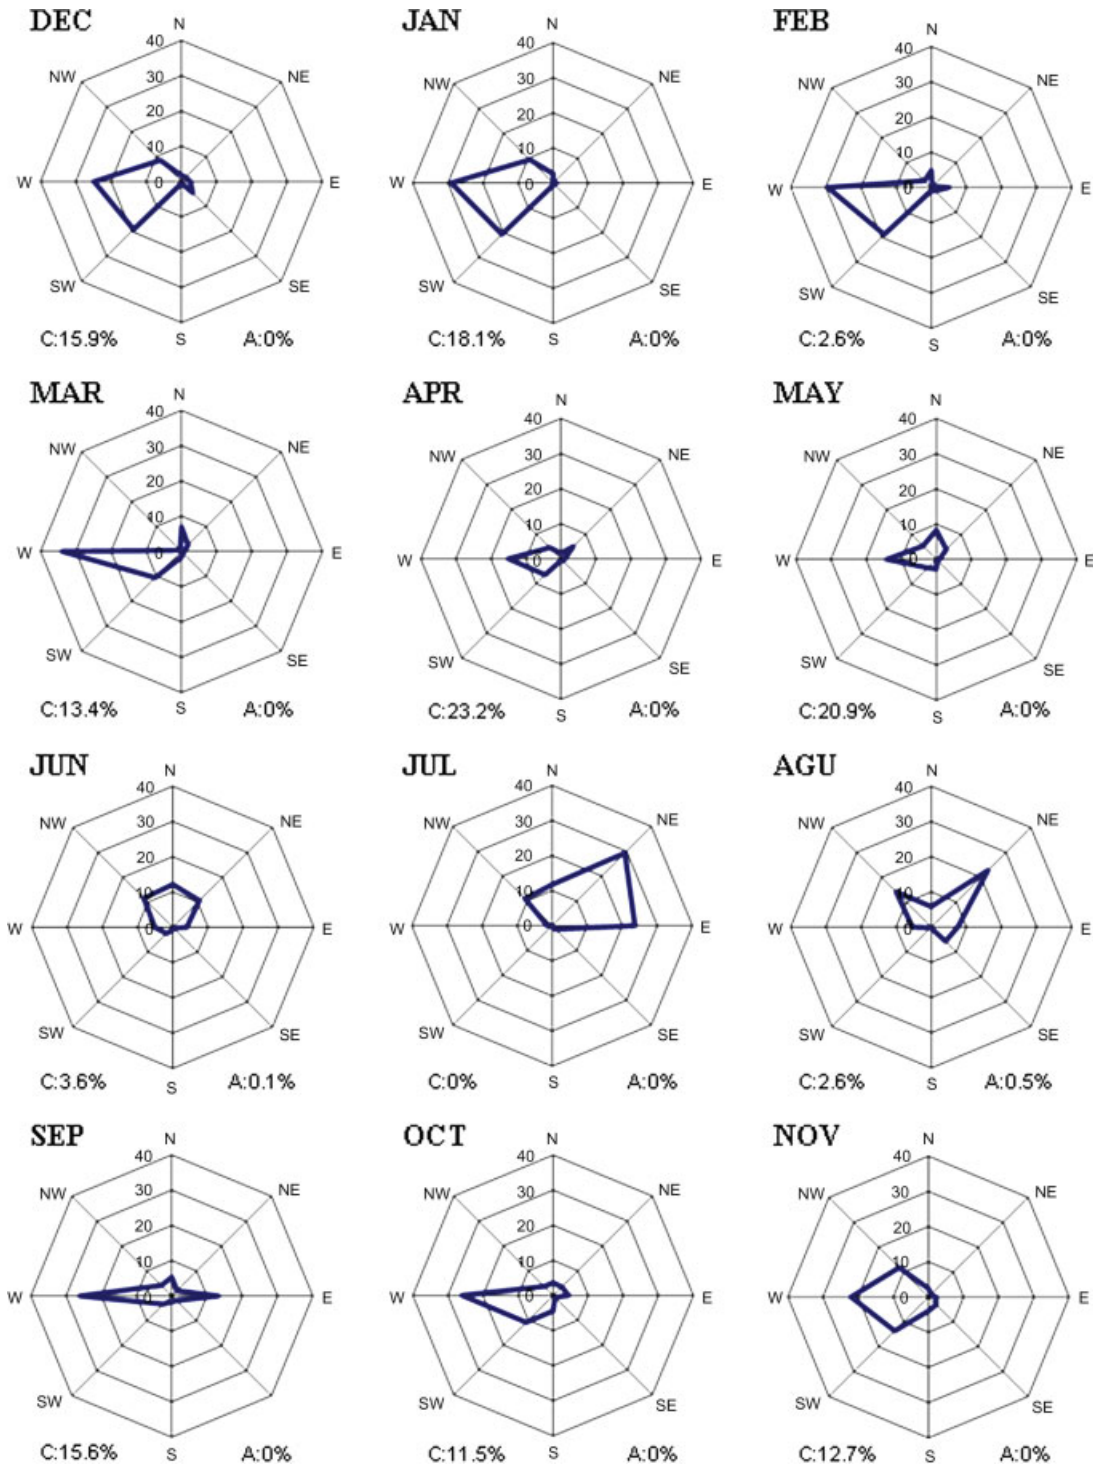 DEC
N
40
30
20
10
0
NW
NE
W
E
SW
SE
S
C:15.9%
A:0%
JAN
N
40
30
20
10
0
NW
NE
W
E
SW
SE
S
C:18.1%
A:0%
FEB
N
40
30
20
10
0
NW
NE
W
E
SW
SE
S
C:2.6%
A:0%
MAR
N
40
30
20
10
0
NW
NE
W
E
SW
SE
S
C:13.4%
A:0%
APR
N
40
30
20
10
0
NW
NE
W
E
SW
SE
S
C:23.2%
A:0%
MAY
N
40
30
20
10
0
NW
NE
W
E
SW
SE
S
C:20.9%
A:0%
JUN
N
40
30
20
10
0
NW
NE
W
E
SW
SE
S
C:3.6%
A:0.1%
JUL
N
40
30
20
10
0
NW
NE
W
E
SW
SE
S
C:0%
A:0%
AGU
N
40
30
20
10
0
NW
NE
W
E
SW
SE
S
C:2.6%
A:0.5%
SEP
N
40
30
20
10
0
NW
NE
W
E
SW
SE
S
C:15.6%
A:0%
OCT
N
40
30
20
10
0
NW
NE
W
E
SW
SE
S
C:11.5%
A:0%
NOV
N
40
30
20
10
0
NW
NE
W
E
SW
SE
S
C:12.7%
A:0%